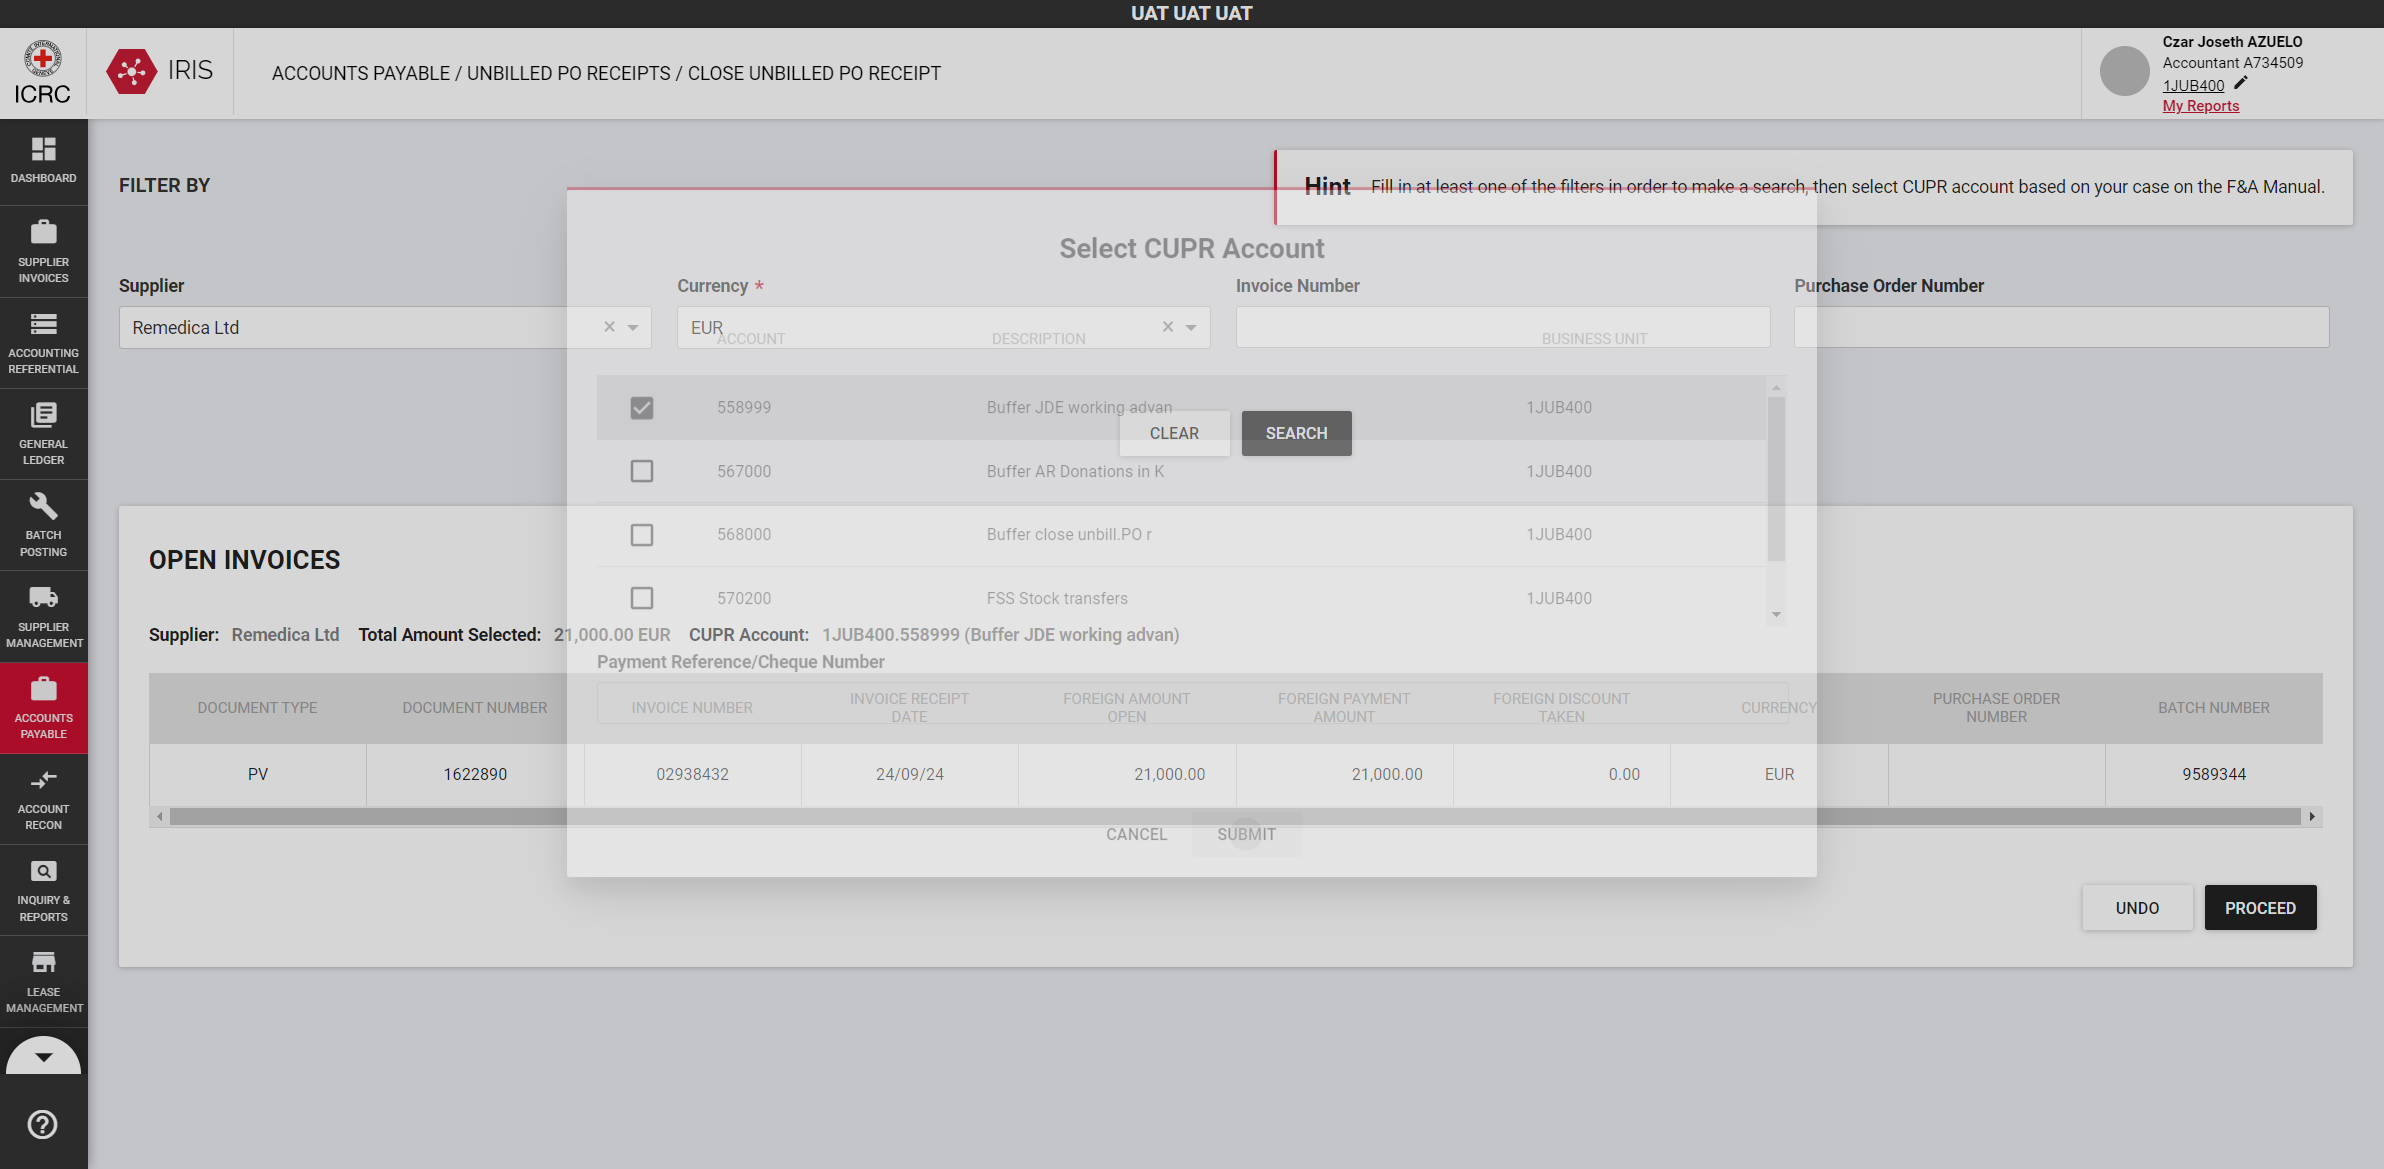 UAT UAT UAT
ICRC
IRIS
ACCOUNTS PAYABLE / UNBILLED PO RECEIPTS / CLOSE UNBILLED PO RECEIPT
Czar Joseth AZUELO
Accountant A734509
1JUB400
My Reports
DASHBOARD
SUPPLIER
INVOICES
ACCOUNTING
REFERENTIAL
GENERAL
LEDGER
BATCH
POSTING
SUPPLIER
MANAGEMENT
ACCOUNTS
PAYABLE
ACCOUNT
RECON
INQUIRY &
REPORTS
LEASE
MANAGEMENT
FILTER BY
Hint Fill in at least one of the filters in order to make a search, then select CUPR account based on your case on the F&A Manual.
Supplier Currency * Invoice Number Purchase Order Number
Remedica Ltd EUR
CLEAR SEARCH
Select CUPR Account
ACCOUNT DESCRIPTION BUSINESS UNIT
558999 Buffer JDE working advan 1JUB400
567000 Buffer AR Donations in K 1JUB400
568000 Buffer close unbill.PO r 1JUB400
570200 FSS Stock transfers 1JUB400
Payment Reference/Cheque Number
CANCEL SUBMIT
OPEN INVOICES
Supplier: Remedica Ltd Total Amount Selected: 21,000.00 EUR CUPR Account: 1JUB400.558999 (Buffer JDE working advan)
DOCUMENT TYPE DOCUMENT NUMBER INVOICE NUMBER INVOICE RECEIPT DATE FOREIGN AMOUNT OPEN FOREIGN PAYMENT AMOUNT FOREIGN DISCOUNT TAKEN CURRENCY PURCHASE ORDER NUMBER BATCH NUMBER
PV 1622890 02938432 24/09/24 21,000.00 21,000.00 0.00 EUR 9589344
UNDO PROCEED